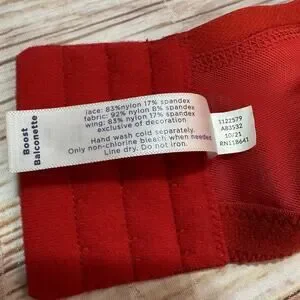 Boost
Balconette
lace: 83%nylon 17% spandex
fabric: 92% nylon 8% spandex
wing: 83% nylon 17% spandex
exclusive of decoration
Hand wash cold separately.
Only non-chlorine bleach when needed
Line dry. Do not iron.
1122579
AB3532
10/21
RN118641